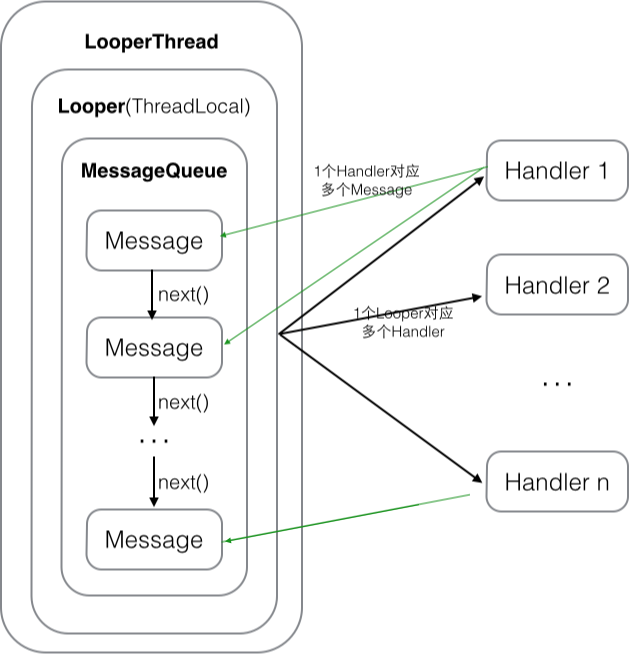 LooperThread
Looper(ThreadLocal)
MessageQueue
Message
next()
Message
next()
...
next()
Message
1个Handler对应
多个Message
1个Looper对应
多个Handler
Handler 1
Handler 2
...
Handler n